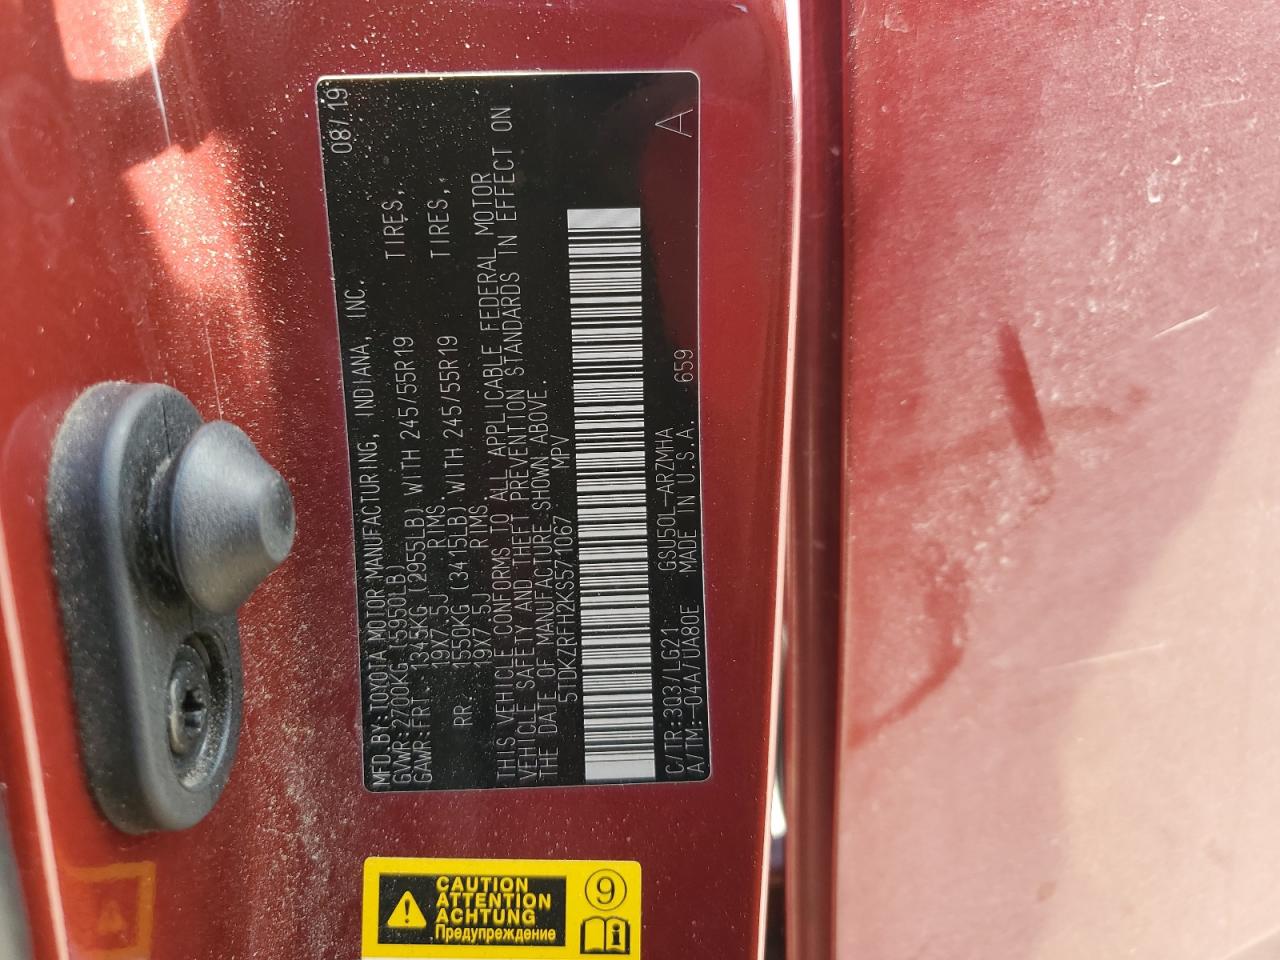 MFD.BY:TOYOTA MOTOR MANUFACTURING, INDIANA, INC. 08/19
GVWR:2700KG (5950LB)
GAWR:FRT. 1345KG (2955LB) WITH 245/55R19 TIRES,
19X7.5J RIMS,
RR. 1550KG (3415LB) WITH 245/55R19 TIRES,
19X7.5J RIMS.
THIS VEHICLE CONFORMS TO ALL APPLICABLE FEDERAL MOTOR
VEHICLE SAFETY AND THEFT PREVENTION STANDARDS IN EFFECT ON
THE DATE OF MANUFACTURE SHOWN ABOVE.
5TDKZRFH2KS571067 MPV
C/TR:3Q3/LG21 GSU50L-ARZMHA
A/TM:-04A/UA80E MADE IN U.S.A. 659 A
CAUTION
ATTENTION
ACHTUNG
Предупреждение
9